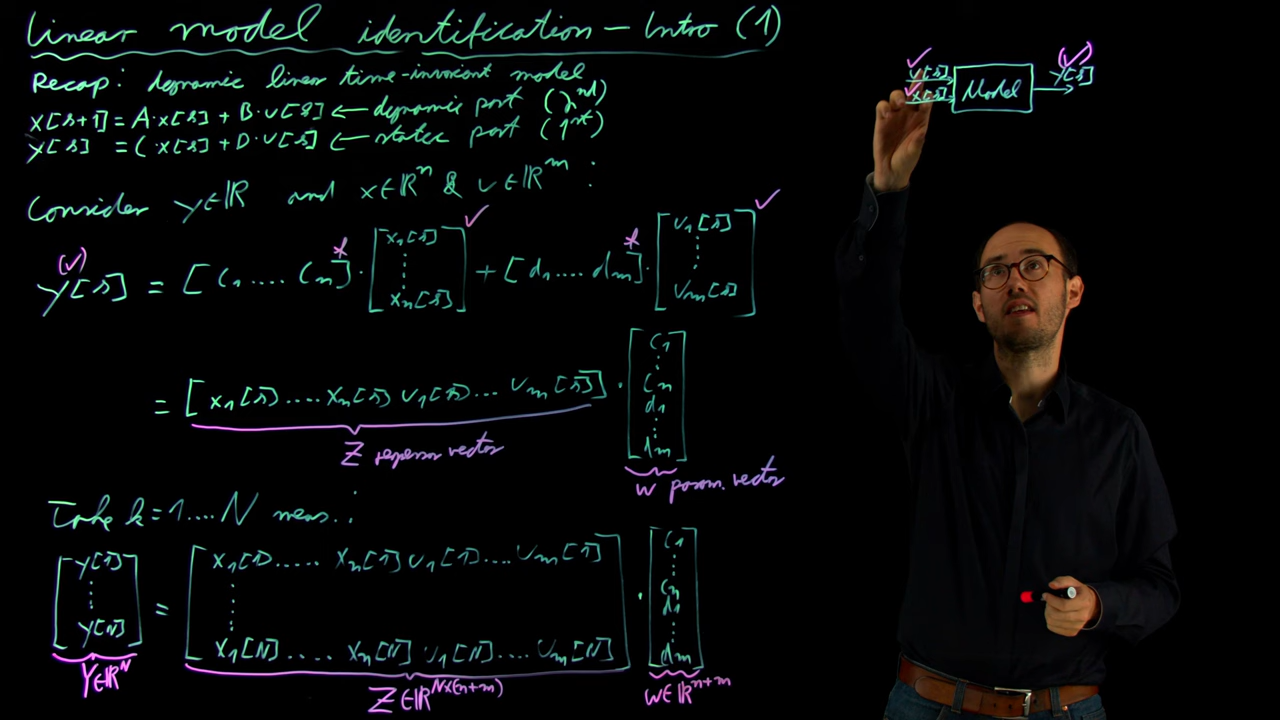 linear model identification – Intro (1)
Recap: dynamic linear time-invariant model
x[k+1] = A·x[k] + B·u[k] ← dynamic part (2nd)
y[k] = C·x[k] + D·u[k] ← static part (1st)
Consider y∈ℝ and x∈ℝⁿ & u∈ℝᵐ :
(✓) * ✓ * ✓
y[k] = [c₁ .... cₙ] · [x₁[k] ⋮ xₙ[k]] + [d₁ .... dₘ] · [u₁[k] ⋮ uₘ[k]]
= [x₁[k] .... xₙ[k] u₁[k] ... uₘ[k]] · [c₁ ⋮ cₙ d₁ ⋮ dₘ]
z regressor vector
w param. vector
Take k=1....N meas. :
[y[1] ⋮ y[N]] = [x₁[1] ..... xₙ[1] u₁[1] .... uₘ[1] ⋮ x₁[N] .... xₙ[N] u₁[N] .... uₘ[N]] · [c₁ ⋮ cₙ d₁ ⋮ dₘ]
Y∈ℝᴺ
Z∈ℝᴺˣ⁽ⁿ⁺ᵐ⁾
w∈ℝⁿ⁺ᵐ
✓ u[k]
✓ x[k]
Model
(✓) y[k]